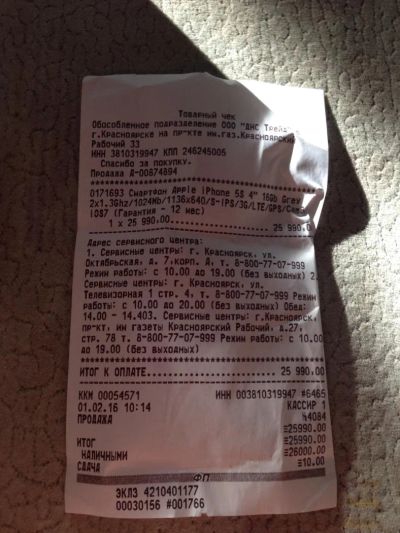 Товарный чек
Обособленное подразделение ООО "ДНС Трейд"
г.Красноярске на пр*кте им.газ.Красноярский
Рабочий 33
ИНН 3810319947 КПП 246245005
Спасибо за покупку.
Продажа А-00874894
0171693 Смартфон Apple iPhone 5S 4" 16Gb Grey
2x1.3Ghz/1024Mb/1136x640/S-IPS/3G/LTE/GPS/Cam8
iOS7 (Гарантия - 12 мес)
1 x 25 990.00 25 990.
Адрес сервисного центра:
1. Сервисные центры: г. Красноярск, ул.
Октябрьская, д. 7,корп. А, т. 8-800-77-07-999
Режим работы: с 10.00 до 19.00 (без выходных) 2.
Сервисные центры: г. Красноярск, ул.
Телевизорная 1 стр. 4, т. 8-800-77-07-999 Режим
работы: с 10.00 до 20.00 (без выходных) Обед:
14.00 - 14.403. Сервисные центры: г.Красноярск,
пр-кт, им газеты Красноярский Рабочий, д.27,
стр. 78 т. 8-800-77-07-999 Режим работы: с 10.00
до 19.00 (без выходных)
ИТОГ К ОПЛАТЕ 25 990.00
ККМ 00054571 ИНН 003810319947 #6465
01.02.16 10:14 КАССИР 1
ПРОДАЖА №4084
≡25990.00
ИТОГ ≡25990.00
НАЛИЧНЫМИ ≡26000.00
СДАЧА ≡10.00
ФП
ЭКЛЗ 4210401177
00030156 #001766